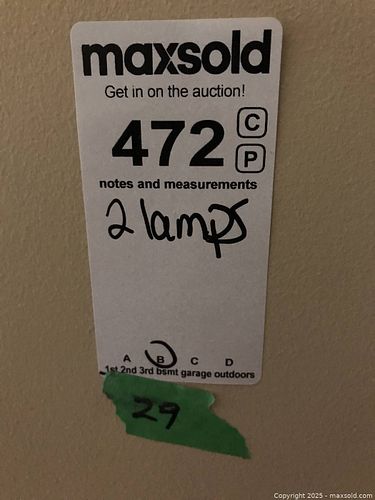 maxsold
Get in on the auction!
472 C
P
notes and measurements
2 lamps
A B C D
1st 2nd 3rd bsmt garage outdoors
29
Copyright 2025 - maxsold.com